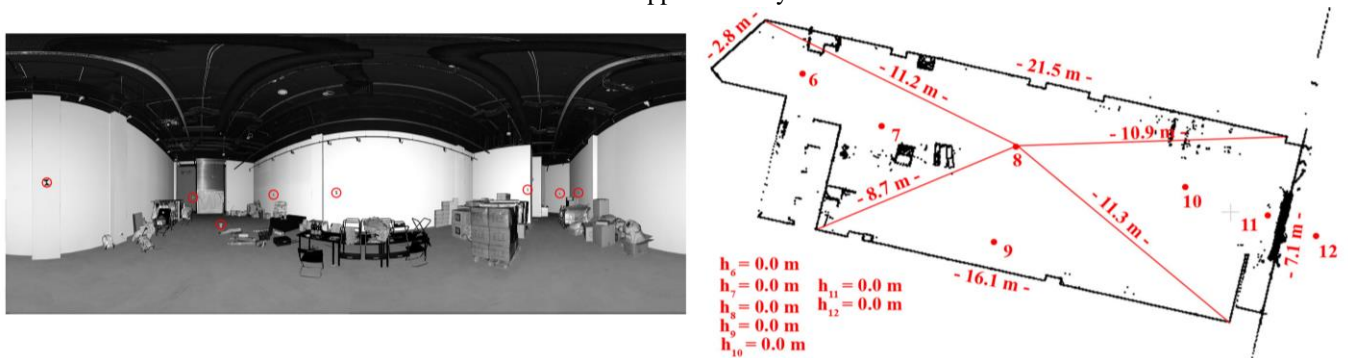 - 2.8 m -
- 11.2 m -
- 21.5 m -
- 10.9 m -
- 8.7 m -
- 11.3 m -
- 16.1 m -
- 7.1 m -
6
7
8
9
10
11
12
h6 = 0.0 m
h7 = 0.0 m
h8 = 0.0 m
h9 = 0.0 m
h10 = 0.0 m
h11 = 0.0 m
h12 = 0.0 m